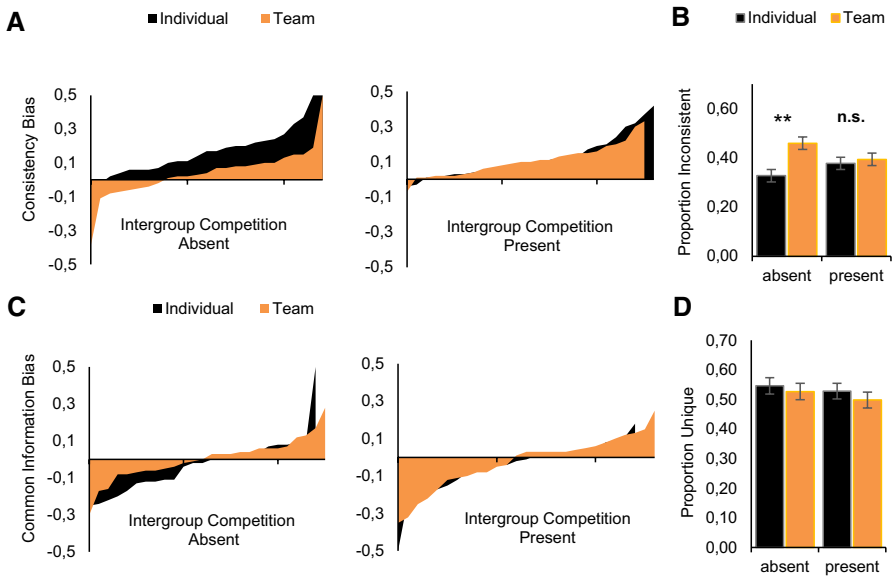 A
Individual
Team
Consistency Bias
0,5
0,3
0,1
-0,1
-0,3
-0,5
Intergroup Competition
Absent
0,5
0,3
0,1
-0,1
-0,3
-0,5
Intergroup Competition
Present
B
Individual
Team
Proportion Inconsistent
0,60
0,40
0,20
0,00
**
n.s.
absent
present
C
Individual
Team
Common Information Bias
0,5
0,3
0,1
-0,1
-0,3
-0,5
Intergroup Competition
Absent
0,5
0,3
0,1
-0,1
-0,3
-0,5
Intergroup Competition
Present
D
Proportion Unique
0,70
0,60
0,50
0,40
0,30
0,20
0,10
0,00
absent
present